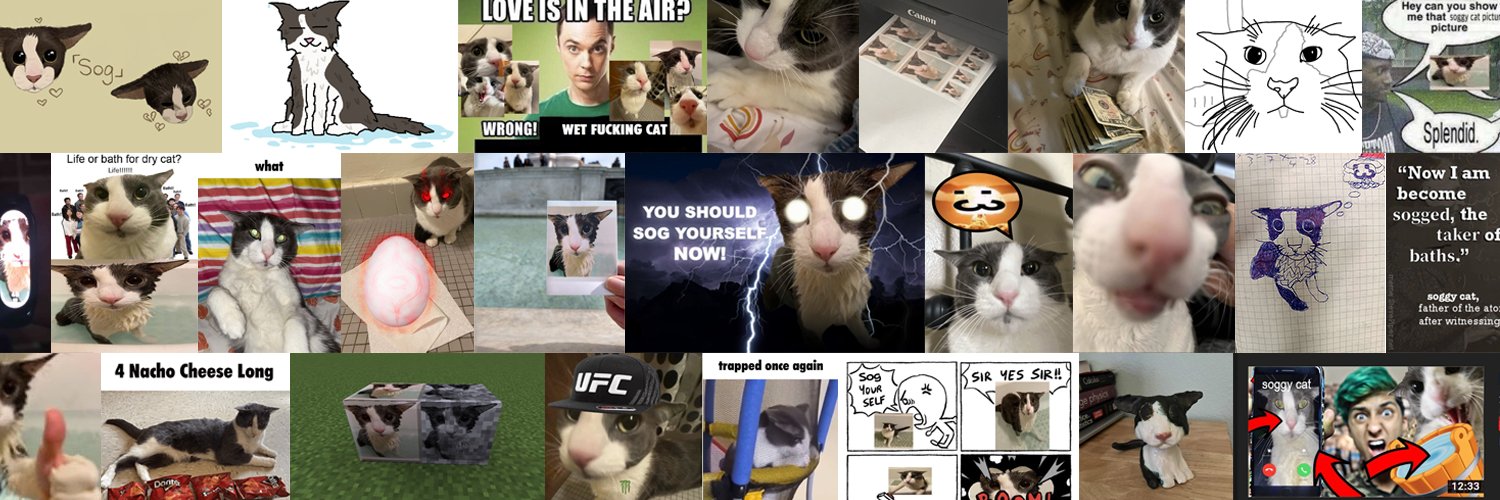 「Sog」
LOVE IS IN THE AIR?
WRONG!
WET FUCKING CAT
Canon
Hey can you show
me that soggy cat
picture
Splendid.
Life or bath for dry cat?
Life!!!!!!!
what
YOU SHOULD
SOG YOURSELF
NOW!
“Now I am
become
sogged, the
taker of
baths.”
soggy cat,
father of the
after witnessing
4 Nacho Cheese Long
Doritos
UFC
trapped once again
SOG
YOUR
SELF
SIR YES SIR!!
soggy cat
12:33